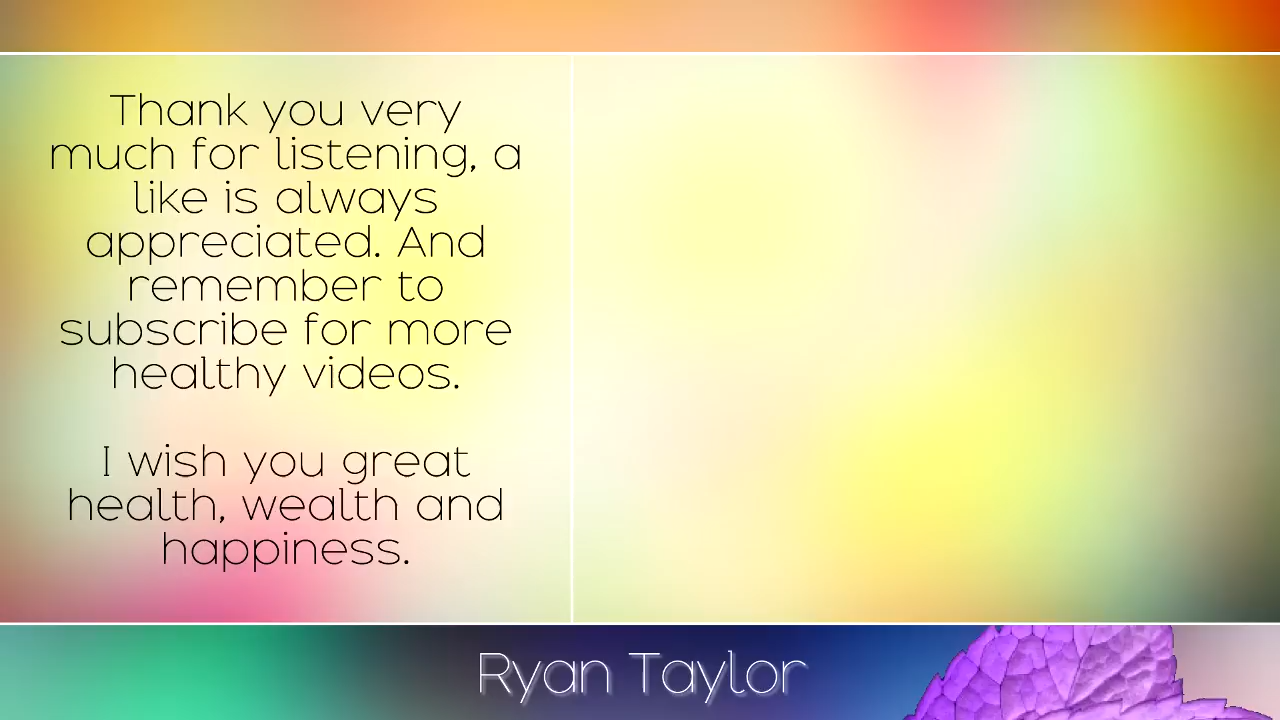 Thank you very
much for listening, a
like is always
appreciated. And
remember to
subscribe for more
healthy videos.
I wish you great
health, wealth and
happiness.
Ryan Taylor